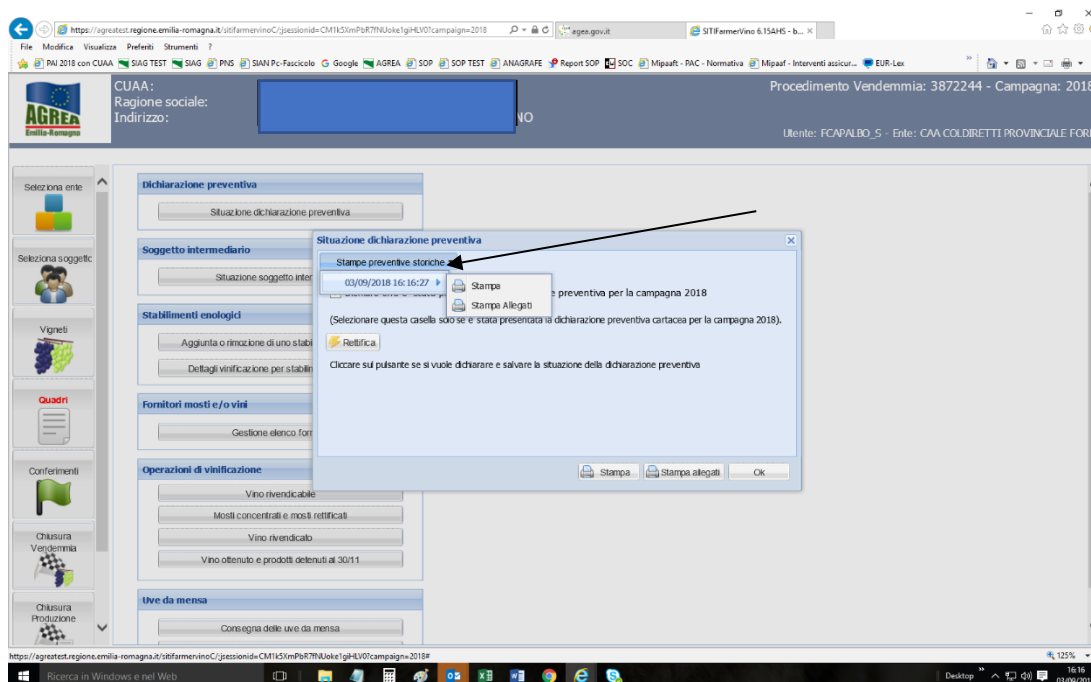 https://agreatest.regione.emilia-romagna.it/sitifarmervinoC/;jsessionid=CM1k5XmPbR7fNUoke1giHLV0?campaign=2018
agea.gov.it
SITIFarmerVino 6.15AHS - b...
File Modifica Visualizza Preferiti Strumenti ?
PAI 2018 con CUAA SIAG TEST SIAG PNS SIAN Pc-Fascicolo Google AGREA SOP SOP TEST ANAGRAFE Report SOP SOC Mipaaft - PAC - Normativa Mipaaf - Interventi assicur... EUR-Lex
AGREA
Emilia-Romagna
CUAA:
Ragione sociale:
Indirizzo:
NO
Procedimento Vendemmia: 3872244 - Campagna: 2018
Utente: FCAPALBO_S - Ente: CAA COLDIRETTI PROVINCIALE FOR
Seleziona ente
Seleziona soggetto
Vigneti
Quadri
Conferimenti
Chiusura Vendemmia
Chiusura Produzione
Dichiarazione preventiva
Situazione dichiarazione preventiva
Soggetto intermediario
Situazione soggetto inter
Stabilimenti enologici
Aggiunta o rimozione di uno stabi
Dettagli vinificazione per stabilin
Fornitori mosti e/o vini
Gestione elenco forn
Operazioni di vinificazione
Vino rivendicabile
Mosti concentrati e mosti rettificati
Vino rivendicato
Vino ottenuto e prodotti detenuti al 30/11
Uve da mensa
Consegna delle uve da mensa
Situazione dichiarazione preventiva
Stampe preventive storiche
03/09/2018 16:16:27
Stampa
Stampa Allegati
e preventiva per la campagna 2018
(Selezionare questa casella solo se e' stata presentata la dichiarazione preventiva cartacea per la campagna 2018).
Rettifica
Cliccare sul pulsante se si vuole dichiarare e salvare la situazione della dichiarazione preventiva
Stampa Stampa allegati Ok
https://agreatest.regione.emilia-romagna.it/sitifarmervinoC/;jsessionid=CM1k5XmPbR7fNUoke1giHLV0?campaign=2018#
125%
Ricerca in Windows e nel Web
Desktop
16:16